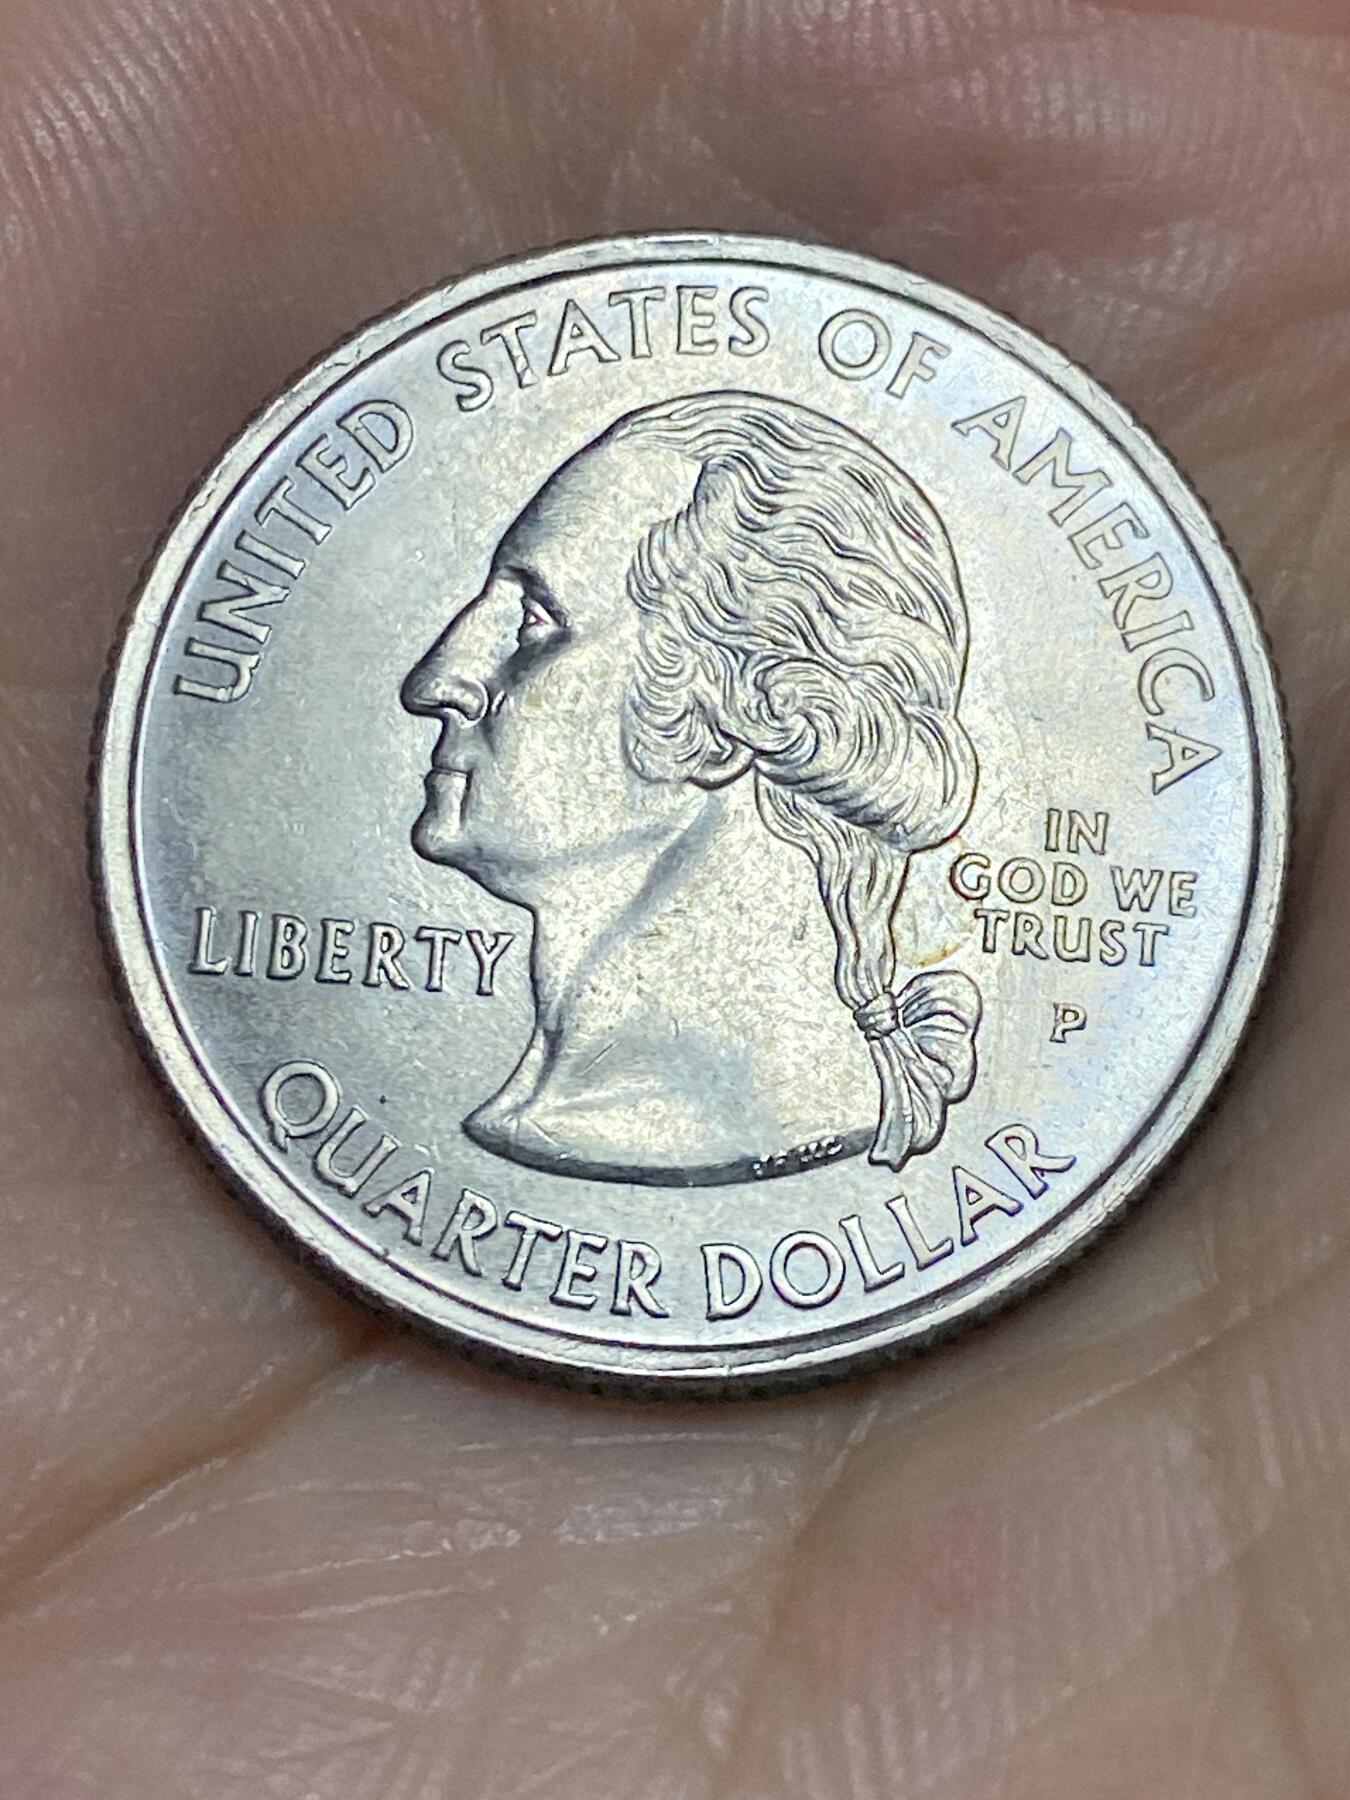 UNITED STATES OF AMERICA
LIBERTY
IN
GOD WE
TRUST
P
QUARTER DOLLAR